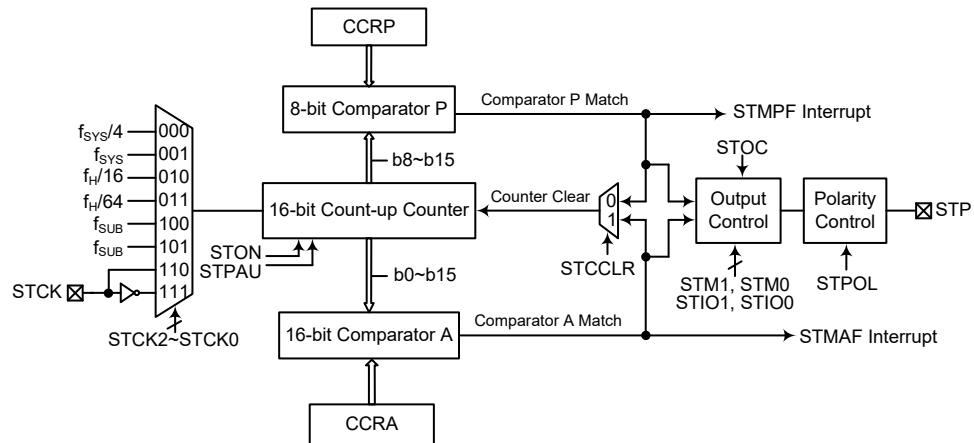 CCRP
8-bit Comparator P
Comparator P Match
STMPF Interrupt
b8~b15
fSYS/4
000
fSYS
001
fH/16
010
fH/64
011
fSUB
100
fSUB
101
110
111
STCK
STCK2~STCK0
16-bit Count-up Counter
STON
STPAU
Counter Clear
0
1
STCCLR
STOC
Output
Control
Polarity
Control
STP
STM1, STM0
STIO1, STIO0
STPOL
b0~b15
16-bit Comparator A
Comparator A Match
STMAF Interrupt
CCRA